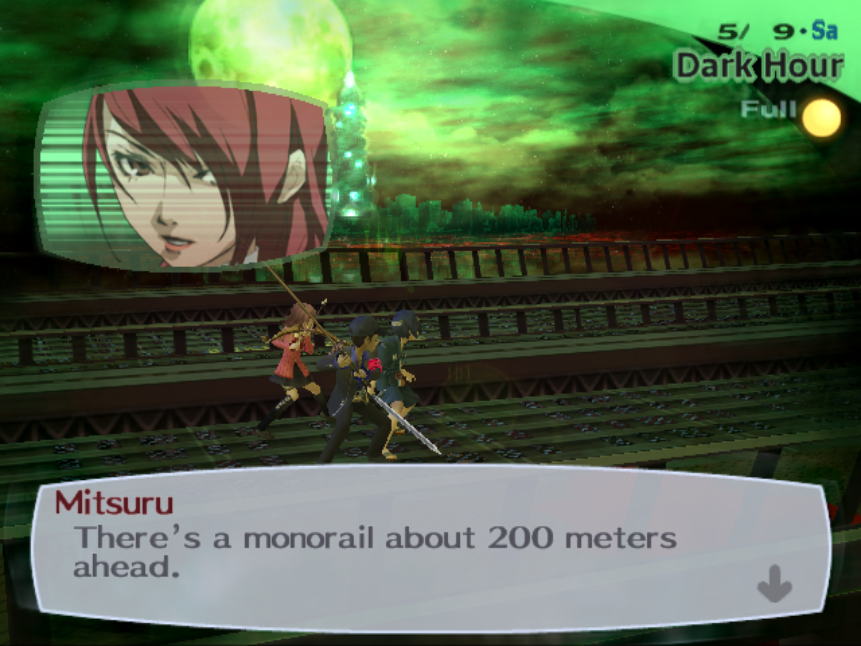 5/ 9・Sa
Dark Hour
Full
Mitsuru
There's a monorail about 200 meters
ahead.